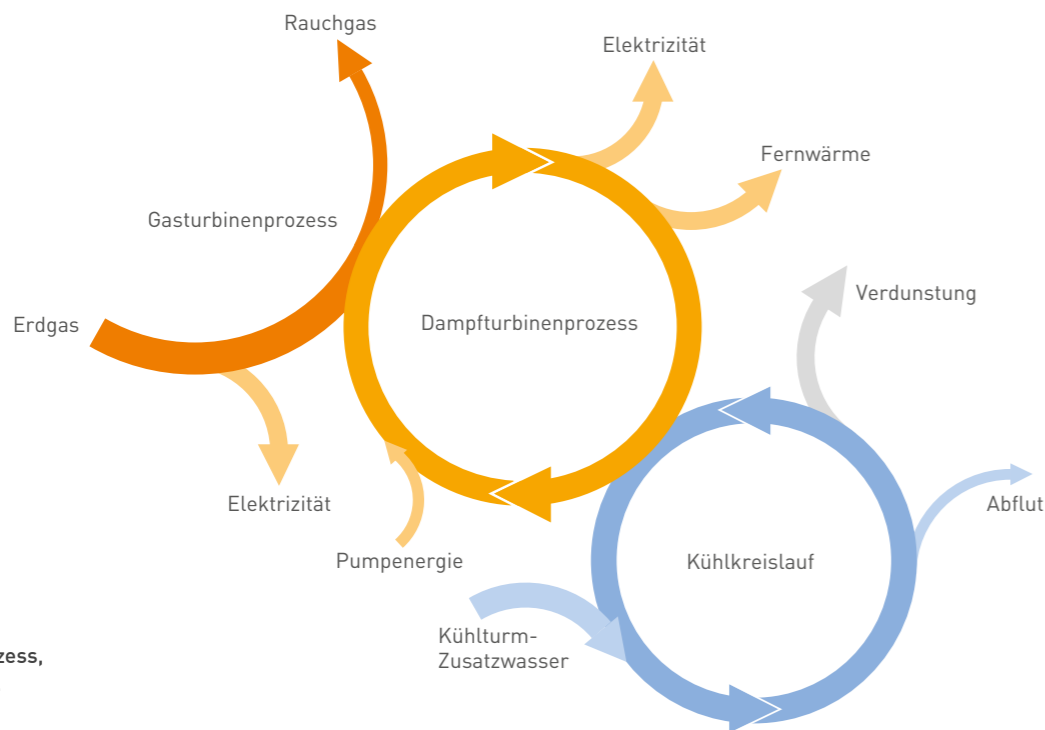 Rauchgas
Elektrizität
Fernwärme
Gasturbinenprozess
Verdunstung
Erdgas
Dampfturbinenprozess
Elektrizität
Abflut
Pumpenergie
Kühlkreislauf
Kühlturm-
Zusatzwasser
zess,